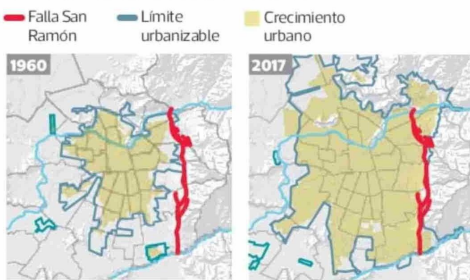 Falla San
Ramón
Límite
urbanizable
Crecimiento
urbano
1960
2017